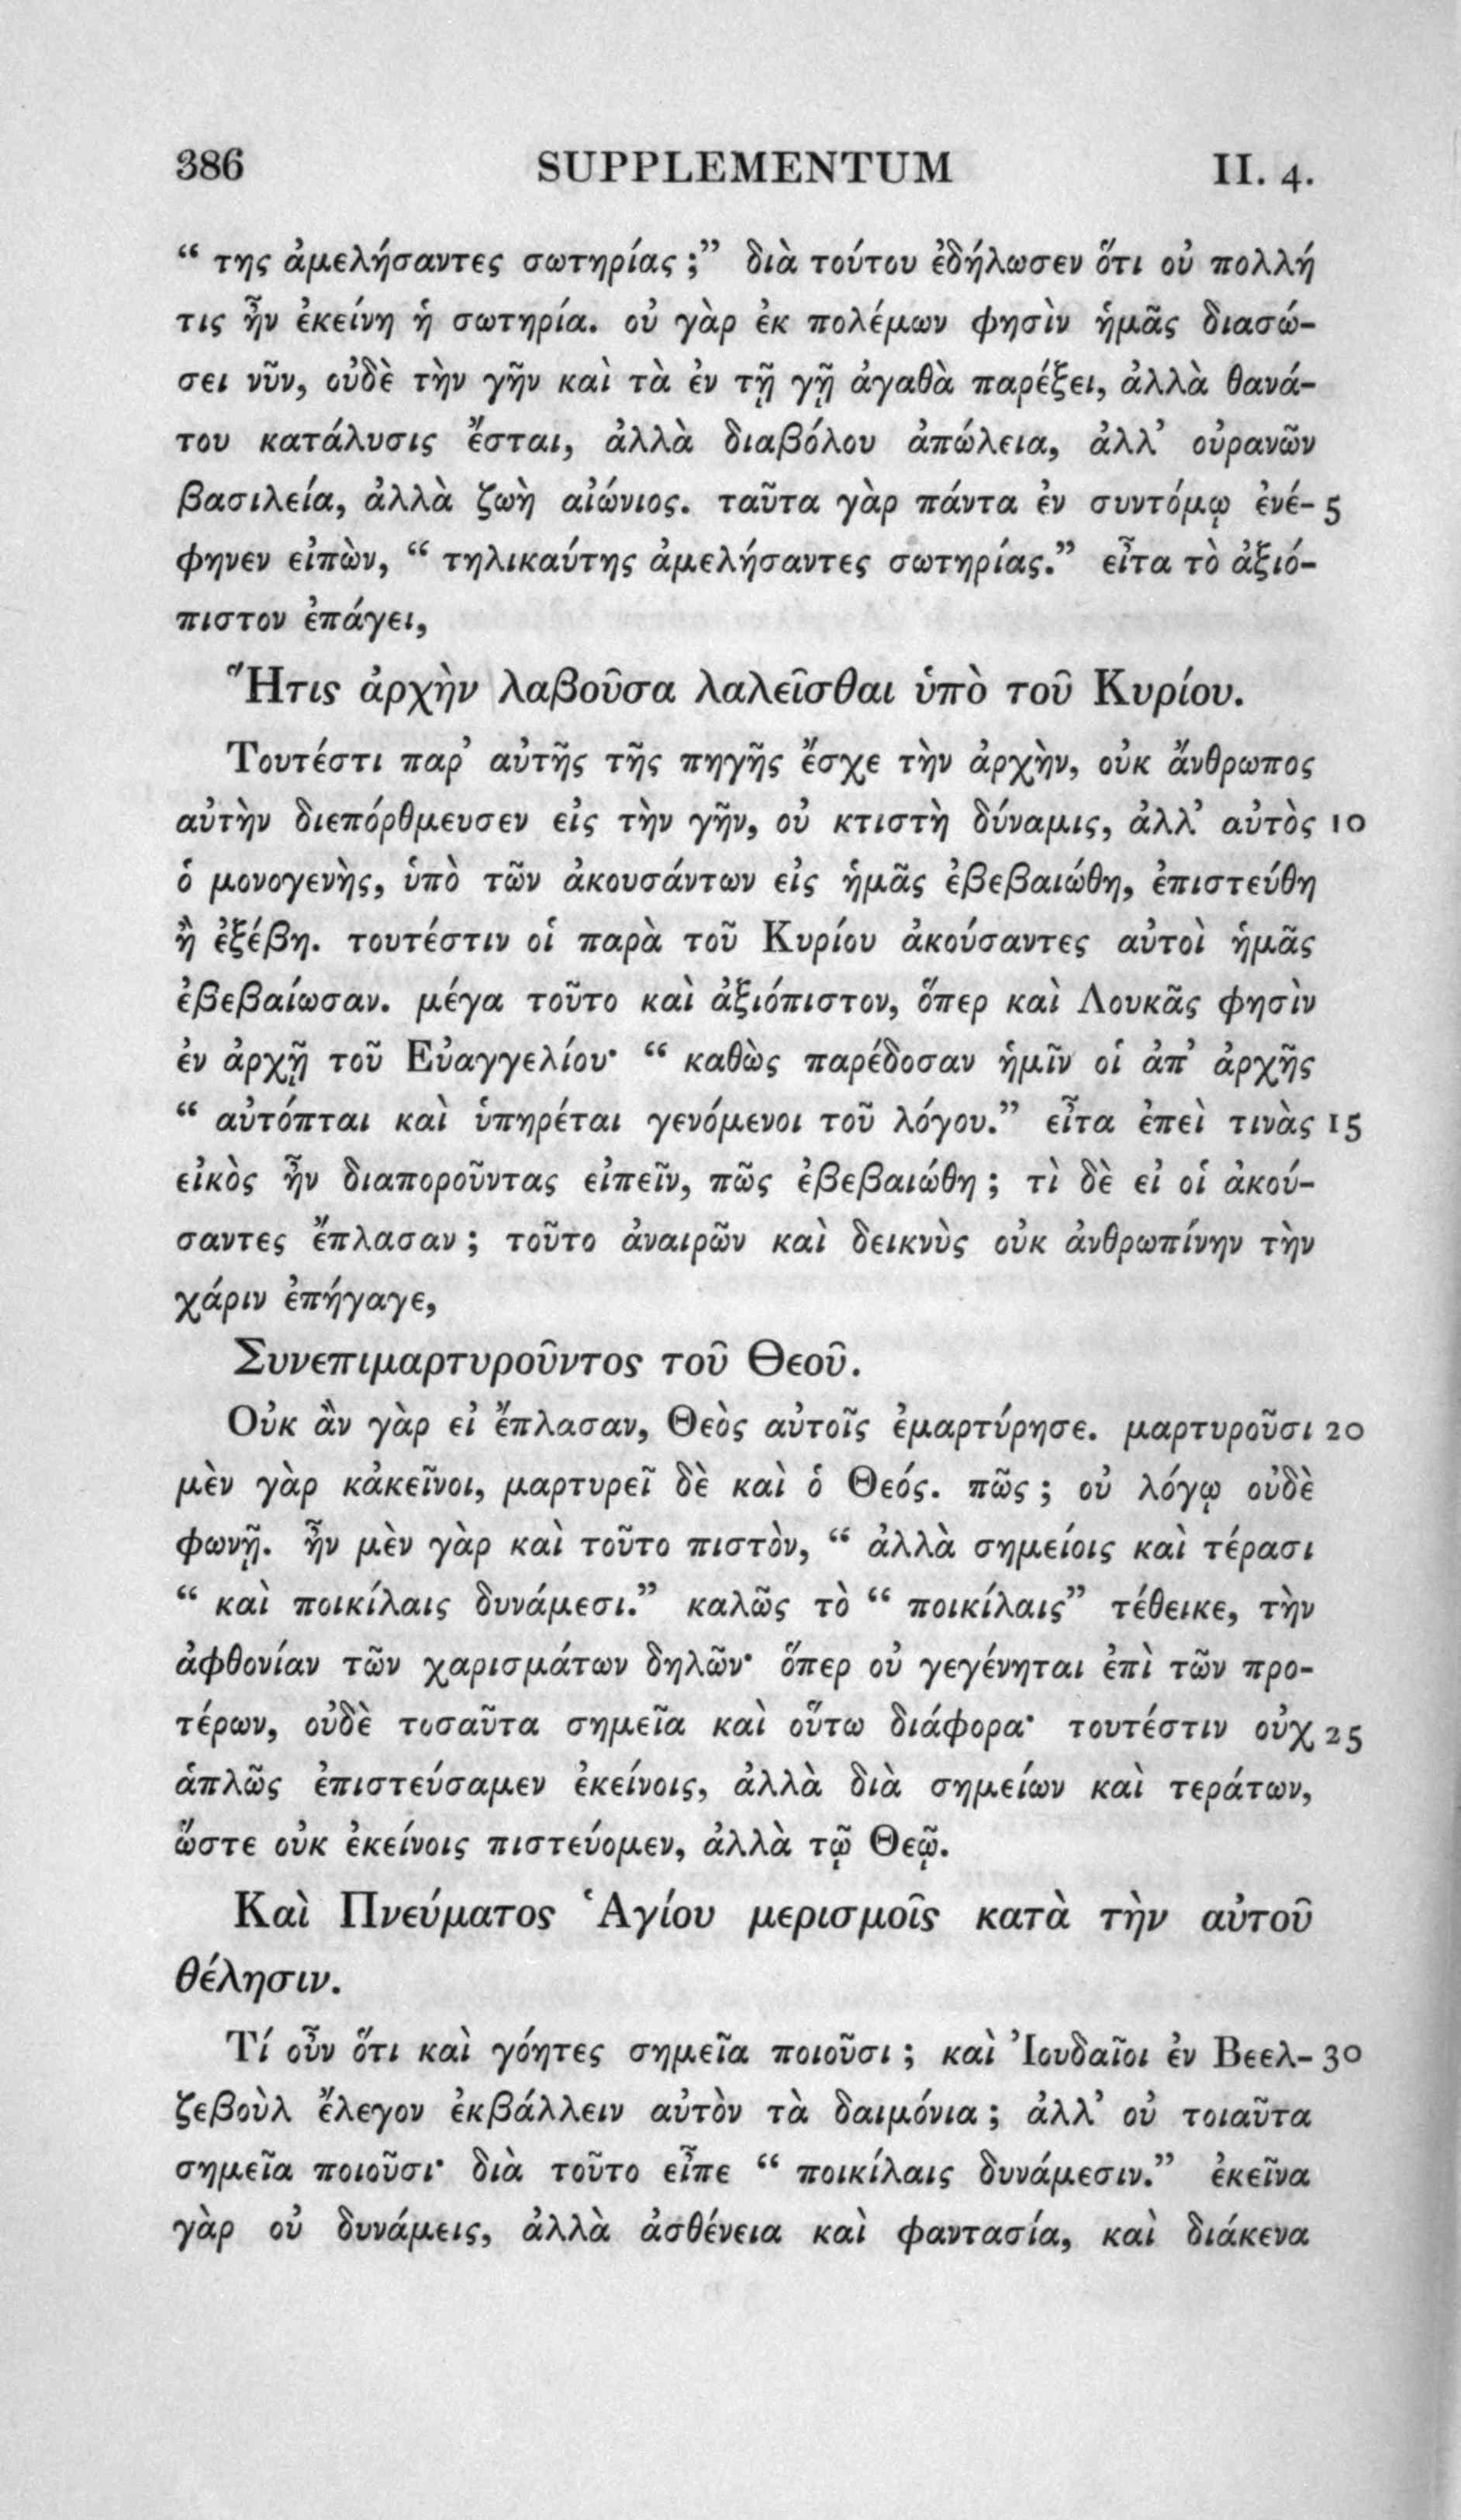 386 SUPPLEMENTUM II. 4.
“ της ἀμελήσαντες σωτηρίας ;” διὰ τούτου ἐδήλωσεν ὅτι οὐ πολλή
τις ἦν ἐκείνη ἡ σωτηρία. οὐ γὰρ ἐκ πολέμων φησὶν ἡμᾶς διασώ-
σει νῦν, οὐδὲ τὴν γῆν καὶ τὰ ἐν τῇ γῇ ἀγαθὰ παρέξει, ἀλλὰ θανά-
του κατάλυσις ἔσται, ἀλλὰ διαβόλου ἀπώλεια, ἀλλ’ οὐρανῶν
βασιλεία, ἀλλὰ ζωὴ αἰώνιος. ταῦτα γὰρ πάντα ἐν συντόμῳ ἐνέ- 5
φηνεν εἰπὼν, “ τηλικαύτης ἀμελήσαντες σωτηρίας.” εἶτα τὸ ἀξιό-
πιστον ἐπάγει,
Ἥτις ἀρχὴν λαβοῦσα λαλεῖσθαι ὑπὸ τοῦ Κυρίου.
Τουτέστι παρ’ αὐτῆς τῆς πηγῆς ἔσχε τὴν ἀρχὴν, οὐκ ἄνθρωπος
αὐτὴν διεπόρθμευσεν εἰς τὴν γῆν, οὐ κτιστὴ δύναμις, ἀλλ’ αὐτὸς 10
ὁ μονογενὴς, ὑπὸ τῶν ἀκουσάντων εἰς ἡμᾶς ἐβεβαιώθη, ἐπιστεύθη
ἢ ἐξέβη. τουτέστιν οἱ παρὰ τοῦ Κυρίου ἀκούσαντες αὐτοὶ ἡμᾶς
ἐβεβαίωσαν. μέγα τοῦτο καὶ ἀξιόπιστον, ὅπερ καὶ Λουκᾶς φησὶν
ἐν ἀρχῇ τοῦ Εὐαγγελίου· “ καθὼς παρέδοσαν ἡμῖν οἱ ἀπ’ ἀρχῆς
“ αὐτόπται καὶ ὑπηρέται γενόμενοι τοῦ λόγου.” εἶτα ἐπεὶ τινὰς 15
εἰκὸς ἦν διαποροῦντας εἰπεῖν, πῶς ἐβεβαιώθη ; τὶ δὲ εἰ οἱ ἀκού-
σαντες ἔπλασαν ; τοῦτο ἀναιρῶν καὶ δεικνὺς οὐκ ἀνθρωπίνην τὴν
χάριν ἐπήγαγε,
Συνεπιμαρτυροῦντος τοῦ Θεοῦ.
Οὐκ ἂν γὰρ εἰ ἔπλασαν, Θεὸς αὐτοῖς ἐμαρτύρησε. μαρτυροῦσι 20
μὲν γὰρ κἀκεῖνοι, μαρτυρεῖ δὲ καὶ ὁ Θεός. πῶς ; οὐ λόγῳ οὐδὲ
φωνῇ. ἦν μὲν γὰρ καὶ τοῦτο πιστὸν, “ ἀλλὰ σημείοις καὶ τέρασι
“ καὶ ποικίλαις δυνάμεσι.” καλῶς τὸ “ ποικίλαις” τέθεικε, τὴν
ἀφθονίαν τῶν χαρισμάτων δηλῶν· ὅπερ οὐ γεγένηται ἐπὶ τῶν προ-
τέρων, οὐδὲ τοσαῦτα σημεῖα καὶ οὕτω διάφορα· τουτέστιν οὐχ 25
ἁπλῶς ἐπιστεύσαμεν ἐκείνοις, ἀλλὰ διὰ σημείων καὶ τεράτων,
ὥστε οὐκ ἐκείνοις πιστεύομεν, ἀλλὰ τῷ Θεῷ.
Καὶ Πνεύματος Ἁγίου μερισμοῖς κατὰ τὴν αὐτοῦ
θέλησιν.
Τί οὖν ὅτι καὶ γόητες σημεῖα ποιοῦσι ; καὶ Ἰουδαῖοι ἐν Βεελ- 30
ζεβοὺλ ἔλεγον ἐκβάλλειν αὐτὸν τὰ δαιμόνια ; ἀλλ’ οὐ τοιαῦτα
σημεῖα ποιοῦσι· διὰ τοῦτο εἶπε “ ποικίλαις δυνάμεσιν.” ἐκεῖνα
γὰρ οὐ δυνάμεις, ἀλλὰ ἀσθένεια καὶ φαντασία, καὶ διάκενα